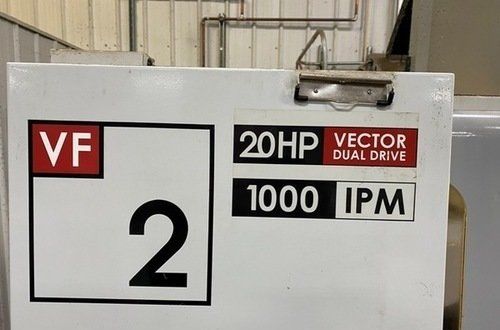 VF
2
20HP VECTOR
DUAL DRIVE
1000 IPM